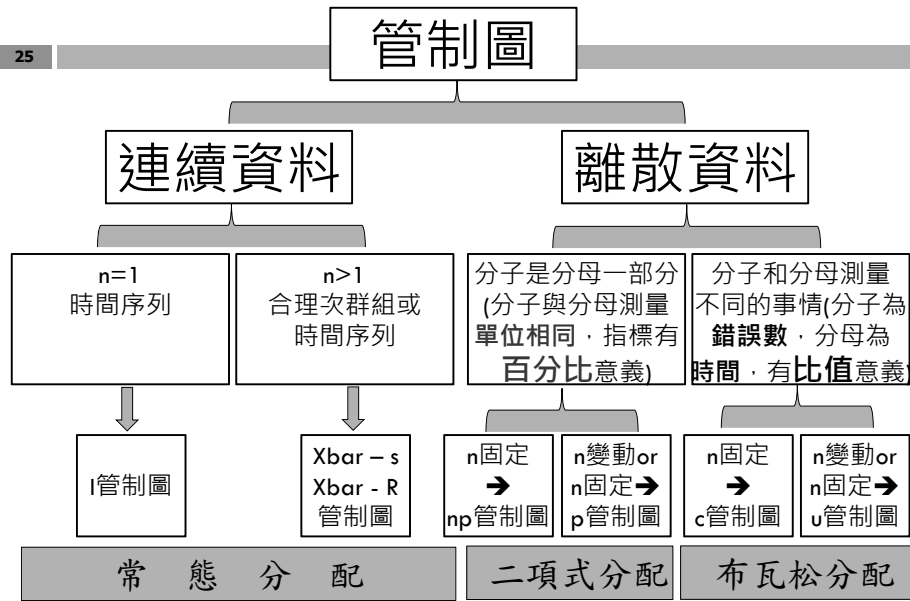 25
管制圖
連續資料
離散資料
n=1
時間序列
n>1
合理次群組或
時間序列
分子是分母一部分
(分子與分母測量
單位相同，指標有
百分比意義)
分子和分母測量
不同的事情(分子為
錯誤數，分母為
時間，有比值意義)
I管制圖
Xbar – s
Xbar - R
管制圖
n固定
➔
np管制圖
n變動or
n固定➔
p管制圖
n固定
➔
c管制圖
n變動or
n固定➔
u管制圖
常態分配
二項式分配
布瓦松分配